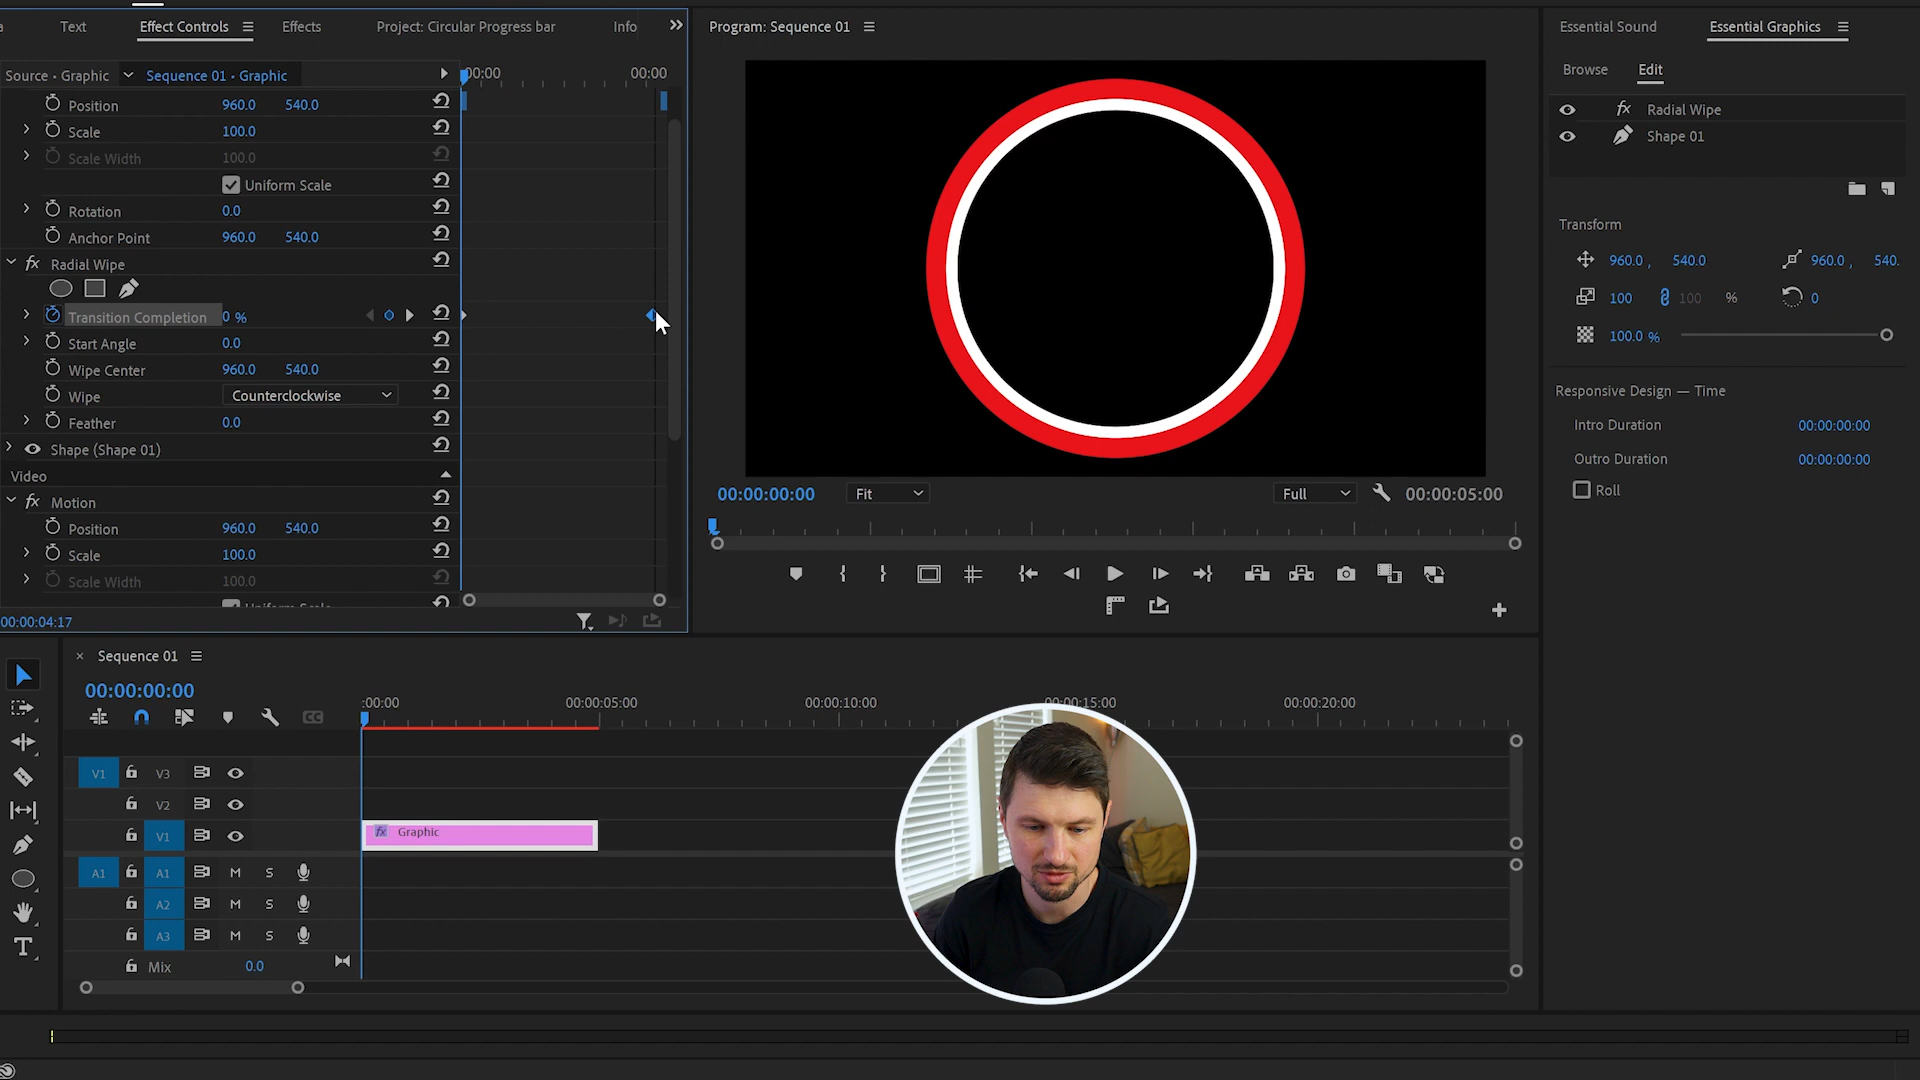 Text
Effect Controls
Effects
Project: Circular Progress bar
Info
Source • Graphic
Sequence 01 • Graphic
00:00
00:00
Position 960.0 540.0
Scale 100.0
Scale Width 100.0
Uniform Scale
Rotation 0.0
Anchor Point 960.0 540.0
fx Radial Wipe
Transition Completion 0 %
Start Angle 0.0
Wipe Center 960.0 540.0
Wipe Counterclockwise
Feather 0.0
Shape (Shape 01)
Video
fx Motion
Position 960.0 540.0
Scale 100.0
Scale Width 100.0
00:00:04:17
Program: Sequence 01
00:00:00:00
Fit
Full
00:00:05:00
Essential Sound
Essential Graphics
Browse
Edit
fx Radial Wipe
Shape 01
Transform
960.0 , 540.0
960.0 , 540.
100 100 %
0
100.0 %
Responsive Design — Time
Intro Duration 00:00:00:00
Outro Duration 00:00:00:00
Roll
× Sequence 01
00:00:00:00
CC
:00:00
00:00:05:00
00:00:10:00
00:00:15:00
00:00:20:00
V1 V3
V2
V1
fx Graphic
A1 A1 M S
A2 M S
A3 M S
Mix 0.0
T